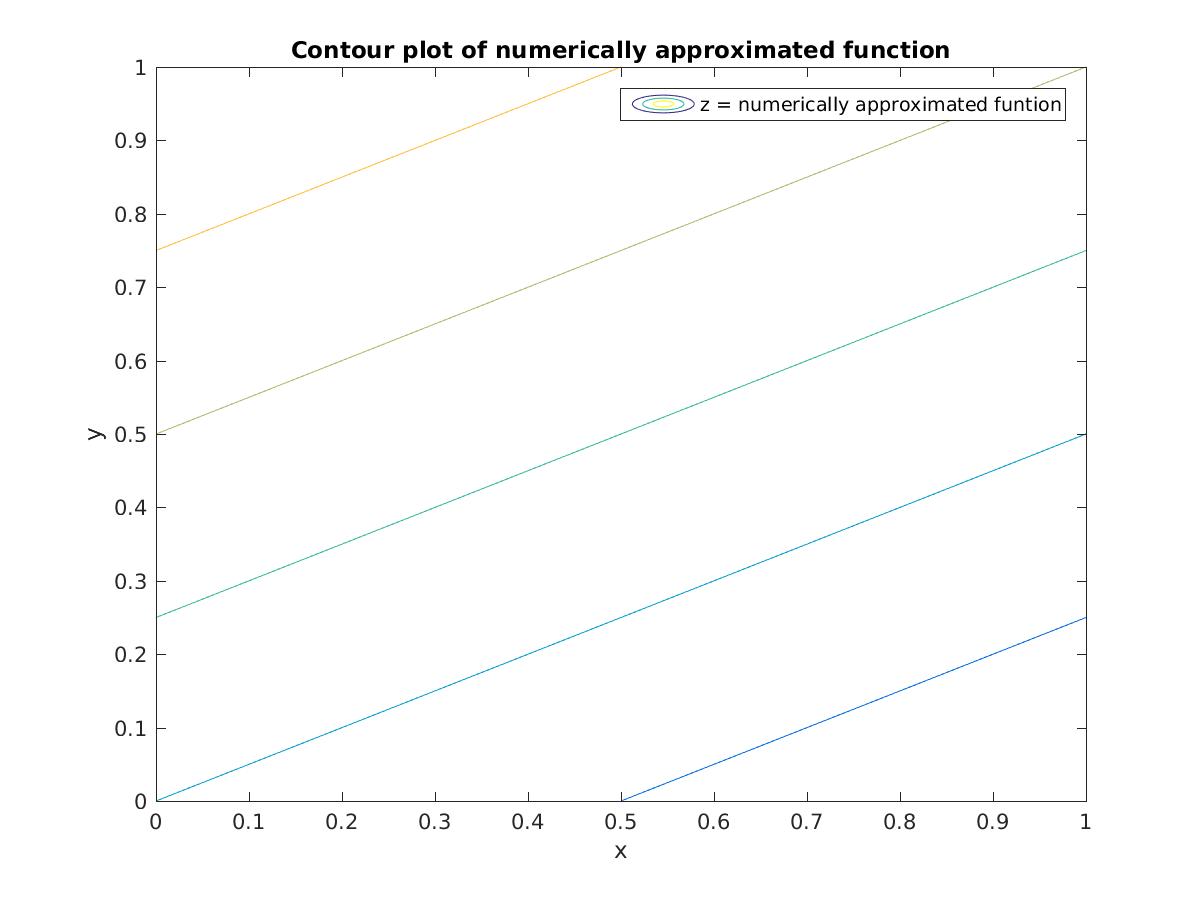 Contour plot of numerically approximated function
1
z = numerically approximated funtion
0.9
0.8
0.7
0.6
y
0.5
0.4
0.3
0.2
0.1
0
0 0.1 0.2 0.3 0.4 0.5 0.6 0.7 0.8 0.9 1
x